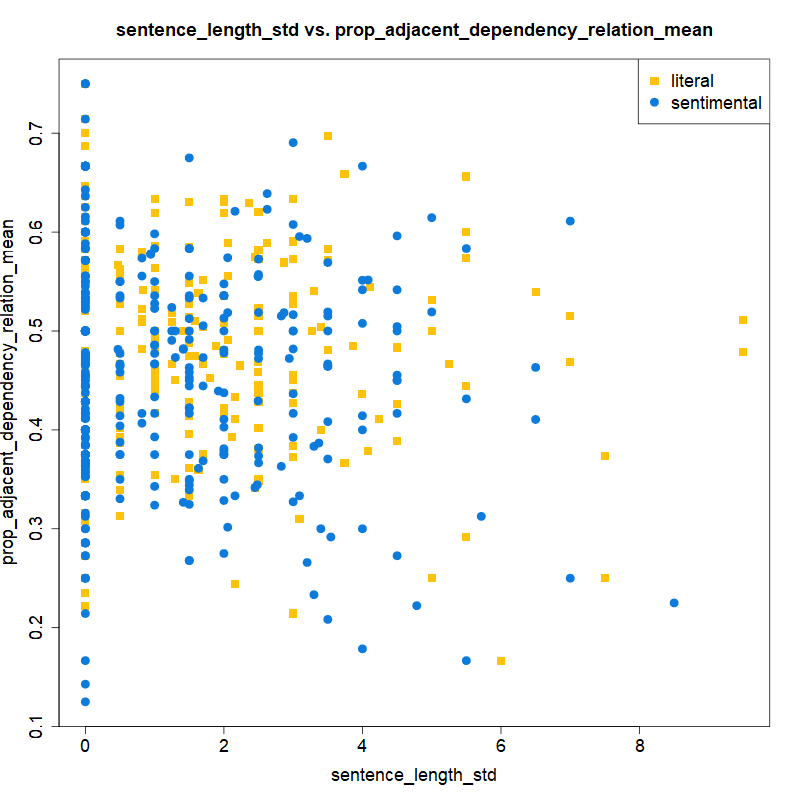 sentence_length_std vs. prop_adjacent_dependency_relation_mean
literal
sentimental
prop_adjacent_dependency_relation_mean
0.7
0.6
0.5
0.4
0.3
0.2
0.1
0 2 4 6 8
sentence_length_std